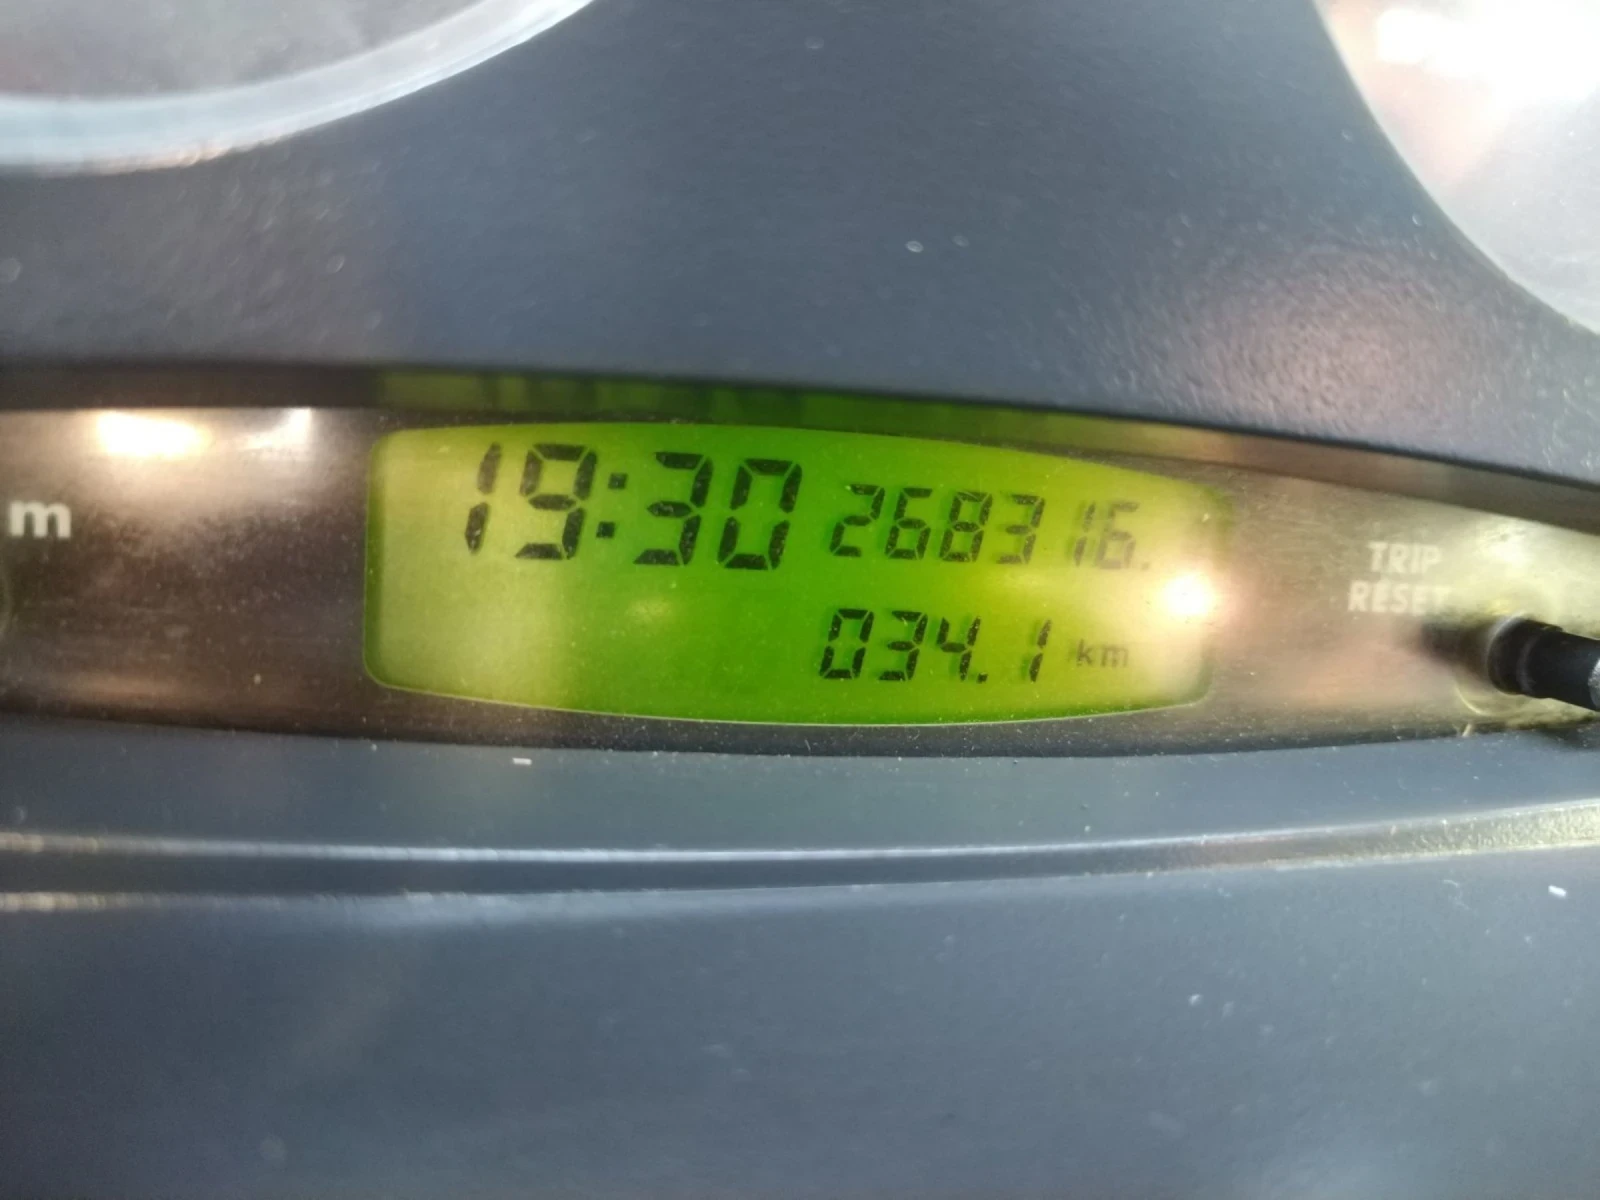 m
19:30 268316.
034.1 km
TRIP
RESET